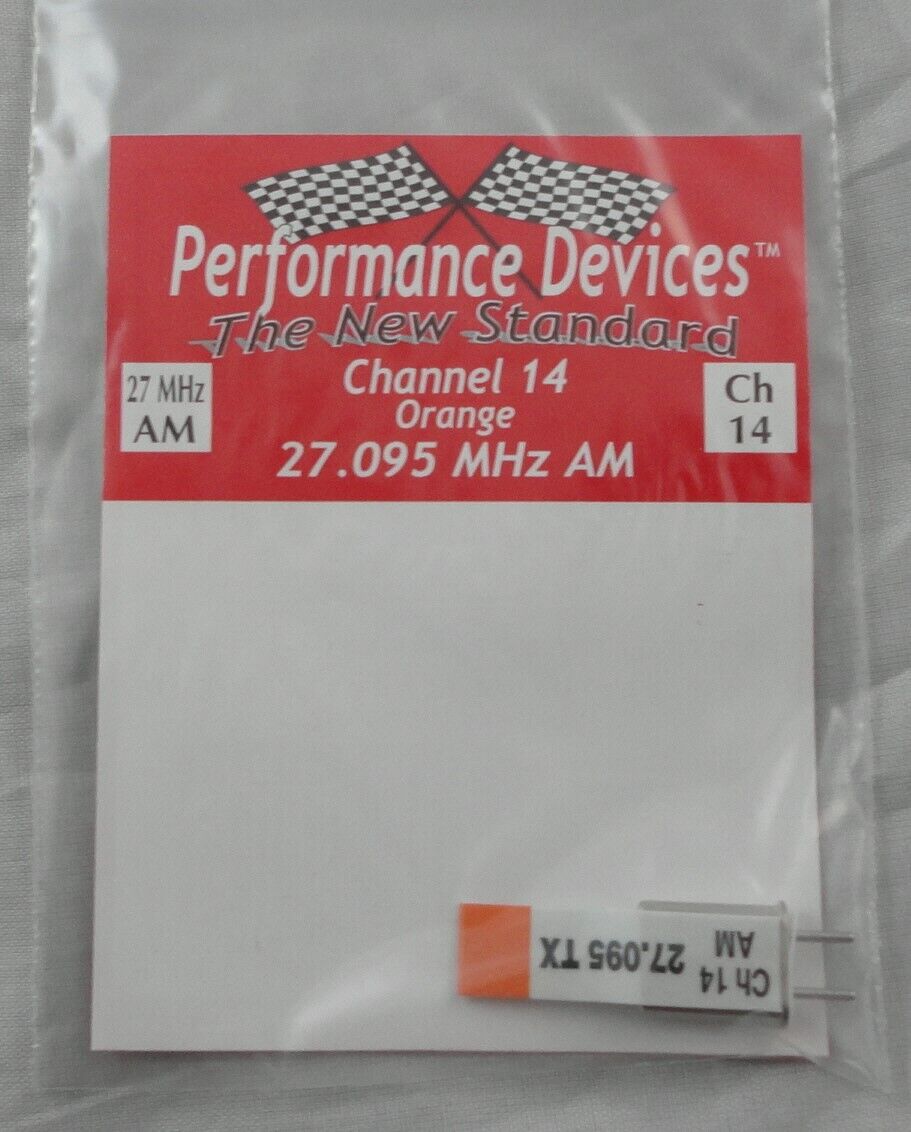 Performance Devices™
The New Standard
Channel 14
Orange
27.095 MHz AM
27 MHz
AM
Ch
14
Ch 14
AM
27.095 TX